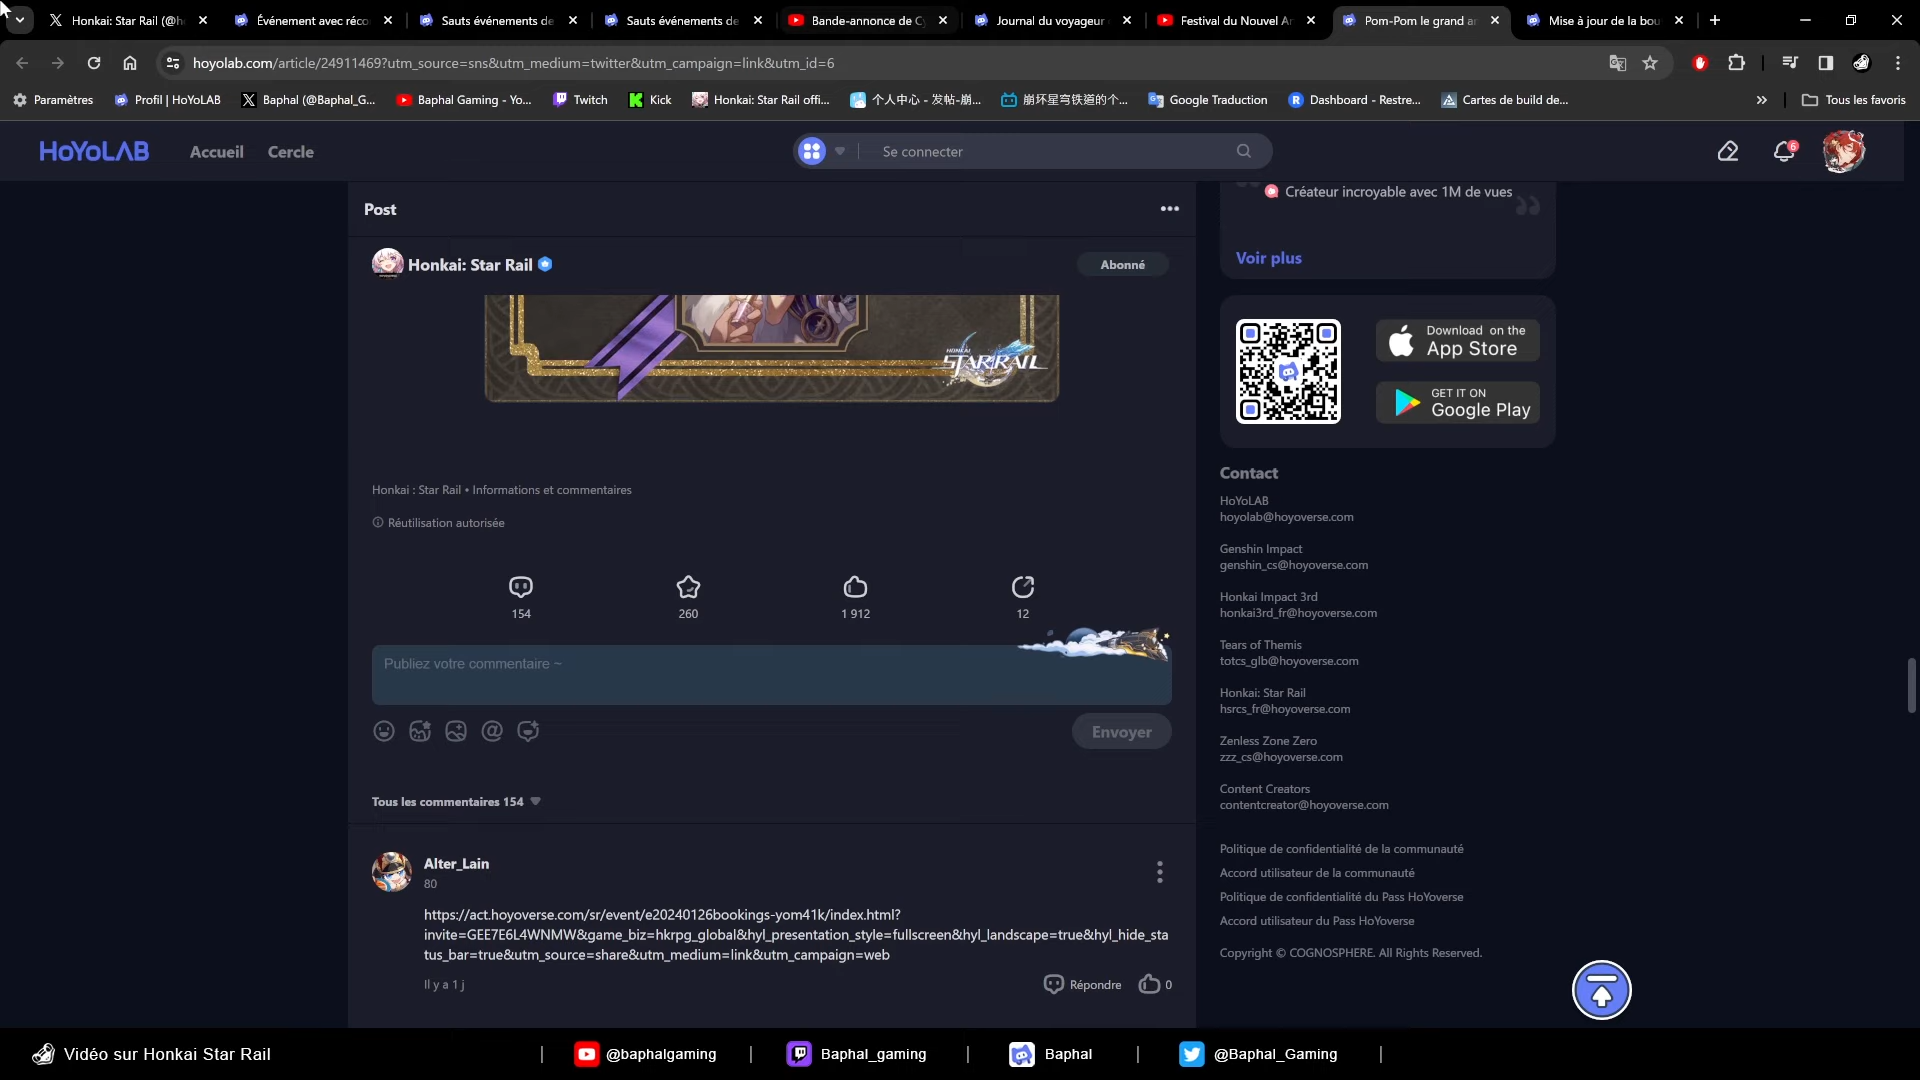 Honkai: Star Rail (@h
Événement avec réco
Sauts événements de
Sauts événements de
Bande-annonce de Cy
Journal du voyageur
Festival du Nouvel An
Pom-Pom le grand ar
Mise à jour de la bou
hoyolab.com/article/24911469?utm_source=sns&utm_medium=twitter&utm_campaign=link&utm_id=6
Paramètres
Profil | HoYoLAB
Baphal (@Baphal_G...
Baphal Gaming - Yo...
Twitch
Kick
Honkai: Star Rail offi...
个人中心 - 发帖-崩...
崩坏星穹铁道的个...
Google Traduction
Dashboard - Restre...
Cartes de build de...
Tous les favoris
HoYoLAB
Accueil
Cercle
Se connecter
6
Post
Créateur incroyable avec 1M de vues
Voir plus
Honkai: Star Rail
Abonné
HONKAI
STAR RAIL
Download on the
App Store
GET IT ON
Google Play
Honkai : Star Rail • Informations et commentaires
Réutilisation autorisée
154
260
1 912
12
Publiez votre commentaire ~
Envoyer
Tous les commentaires 154
Alter_Lain
80
https://act.hoyoverse.com/sr/event/e20240126bookings-yom41k/index.html?
invite=GEE7E6L4WNMW&game_biz=hkrpg_global&hyl_presentation_style=fullscreen&hyl_landscape=true&hyl_hide_sta
tus_bar=true&utm_source=share&utm_medium=link&utm_campaign=web
Il y a 1 j
Répondre
0
Contact
HoYoLAB
hoyolab@hoyoverse.com
Genshin Impact
genshin_cs@hoyoverse.com
Honkai Impact 3rd
honkai3rd_fr@hoyoverse.com
Tears of Themis
totcs_glb@hoyoverse.com
Honkai: Star Rail
hsrcs_fr@hoyoverse.com
Zenless Zone Zero
zzz_cs@hoyoverse.com
Content Creators
contentcreator@hoyoverse.com
Politique de confidentialité de la communauté
Accord utilisateur de la communauté
Politique de confidentialité du Pass HoYoverse
Accord utilisateur du Pass HoYoverse
Copyright © COGNOSPHERE. All Rights Reserved.
Vidéo sur Honkai Star Rail
@baphalgaming
Baphal_gaming
Baphal
@Baphal_Gaming